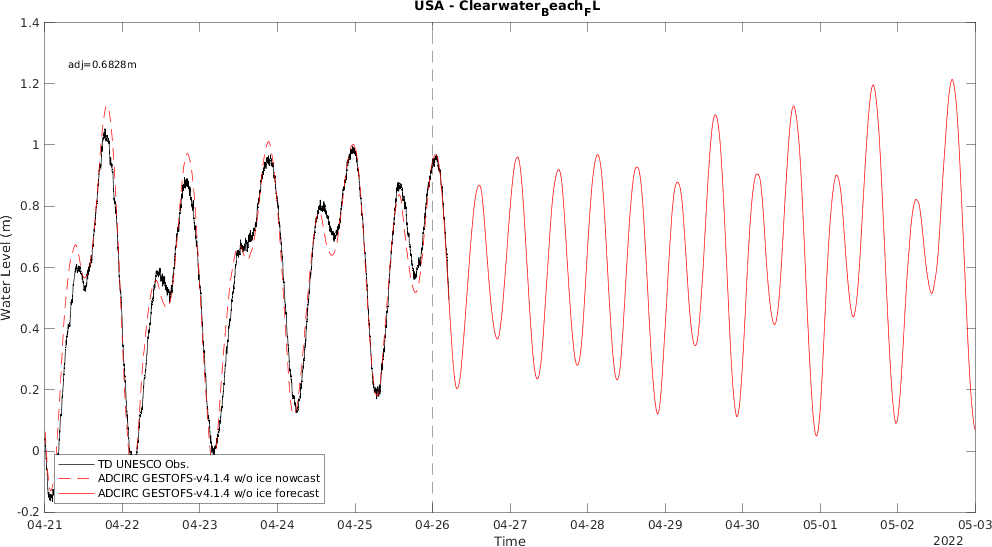 USA - Clearwater_Beach_FL
adj=0.6828m
1.4
1.2
1
0.8
0.6
0.4
0.2
0
-0.2
Water Level (m)
TD UNESCO Obs.
ADCIRC GESTOFS-v4.1.4 w/o ice nowcast
ADCIRC GESTOFS-v4.1.4 w/o ice forecast
04-21 04-22 04-23 04-24 04-25 04-26 04-27 04-28 04-29 04-30 05-01 05-02 05-03
Time
2022